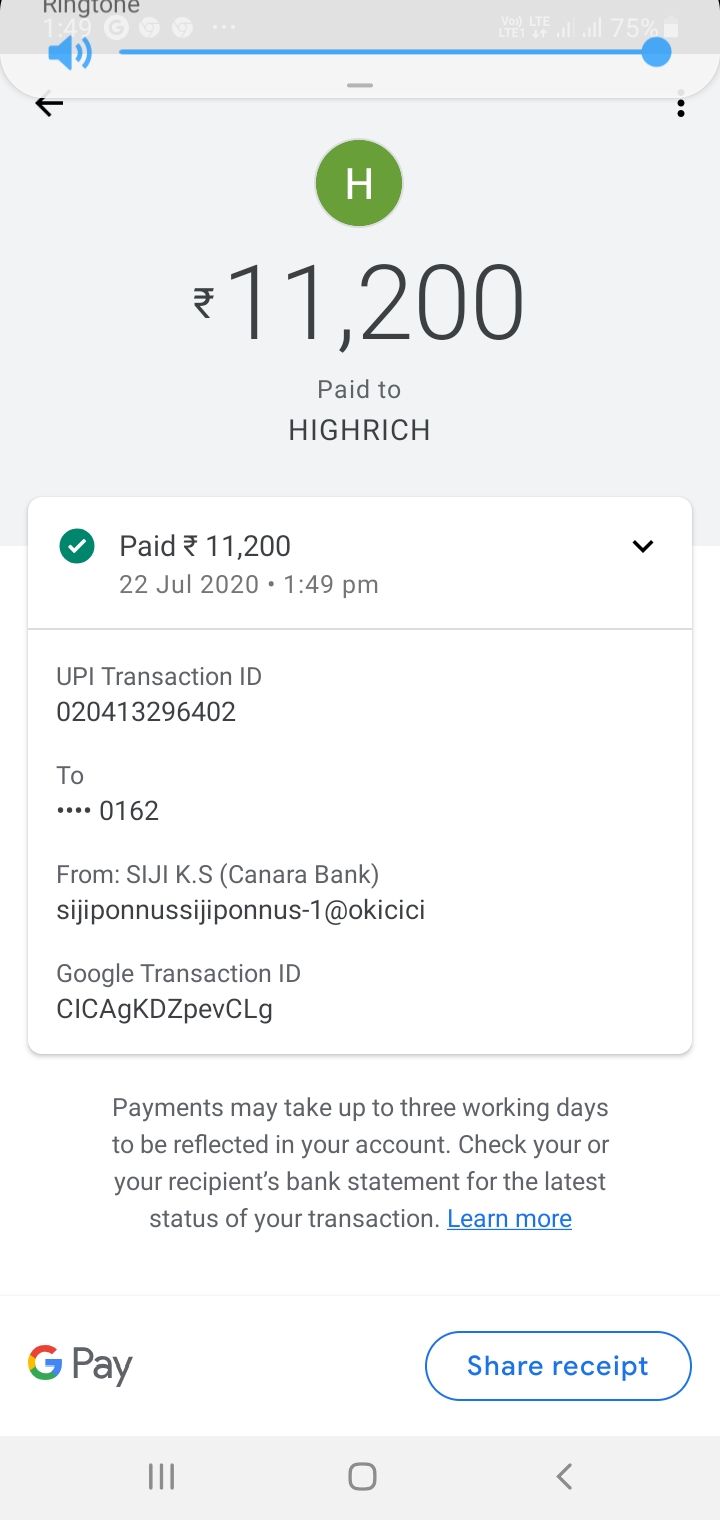 Ringtone
1:49
Vol) LTE
LTE1
75%
H
₹11,200
Paid to
HIGHRICH
Paid ₹ 11,200
22 Jul 2020 • 1:49 pm
UPI Transaction ID
020413296402
To
•••• 0162
From: SIJI K.S (Canara Bank)
sijiponnussijiponnus-1@okicici
Google Transaction ID
CICAgKDZpevCLg
Payments may take up to three working days
to be reflected in your account. Check your or
your recipient's bank statement for the latest
status of your transaction. Learn more
G Pay
Share receipt